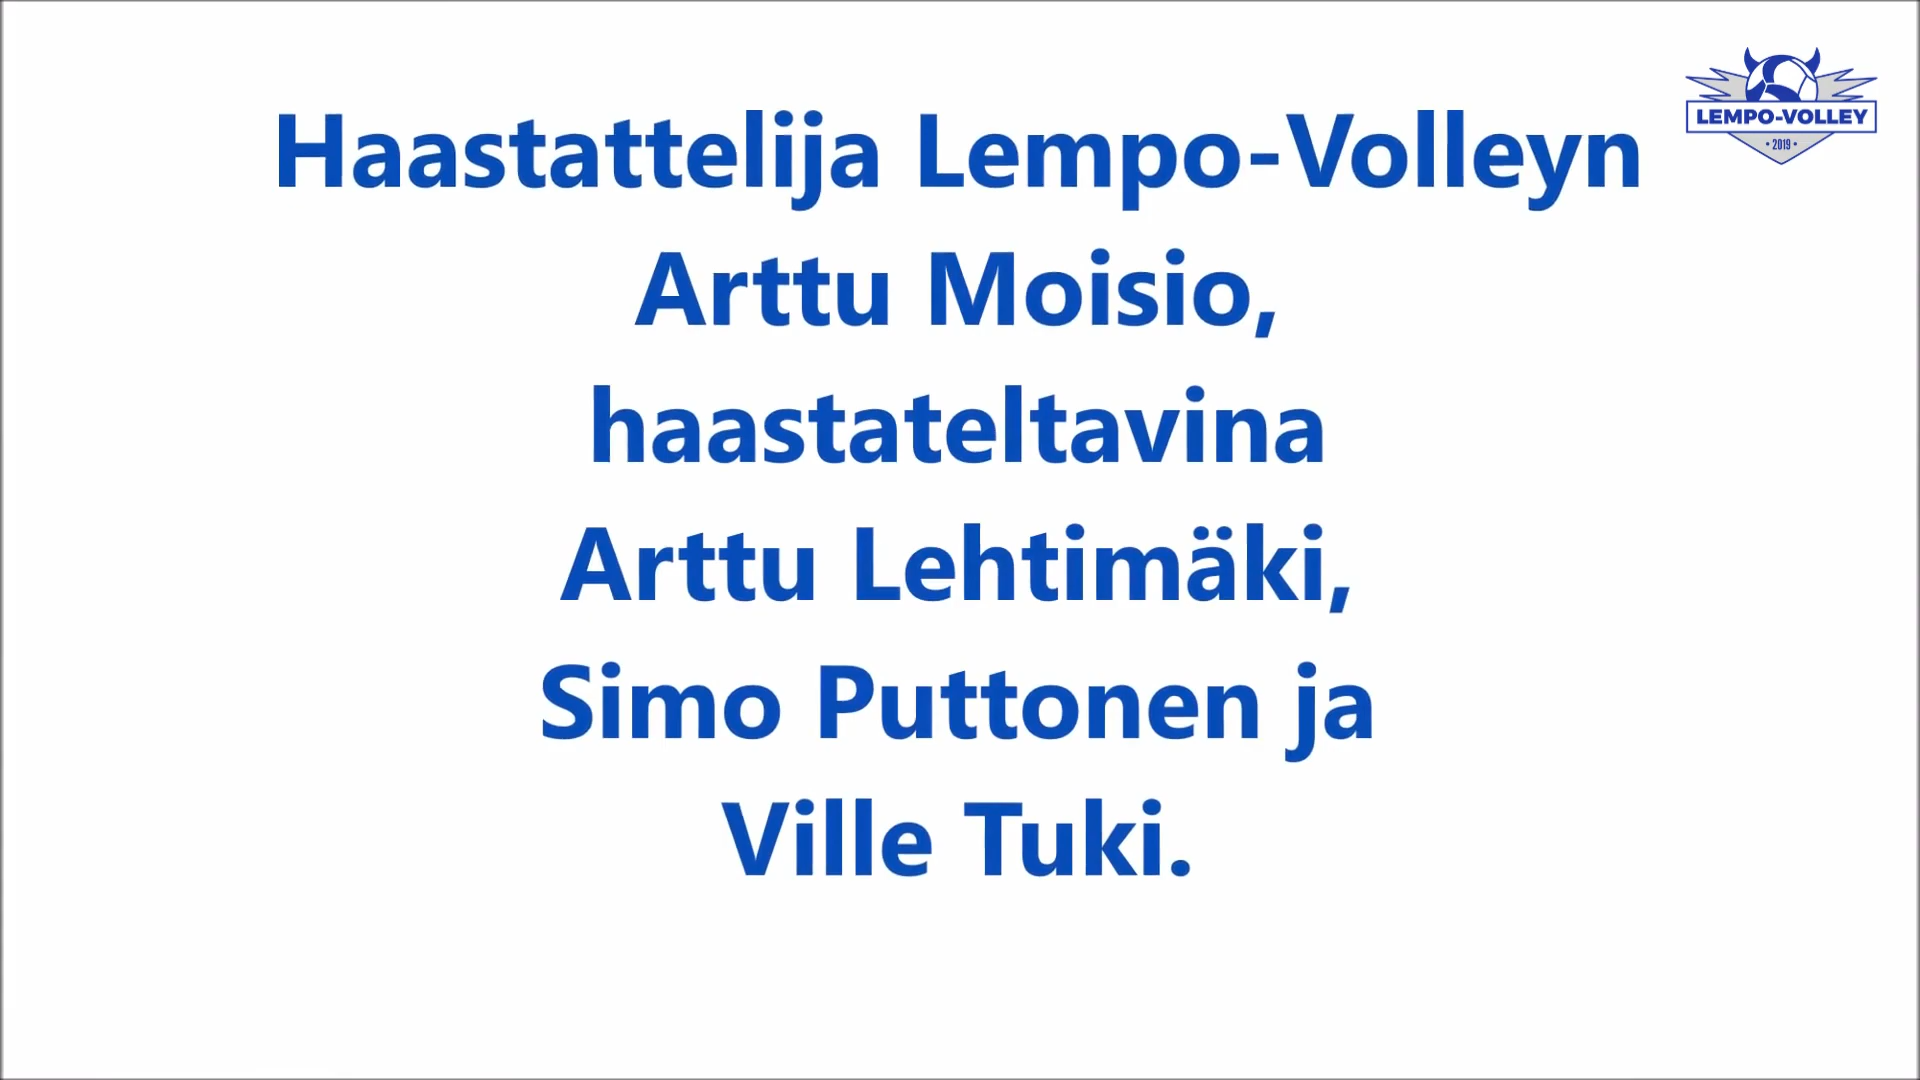 Haastattelija Lempo-Volleyn
Arttu Moisio,
haastateltavina
Arttu Lehtimäki,
Simo Puttonen ja
Ville Tuki.
LEMPO-VOLLEY
• 2019 •